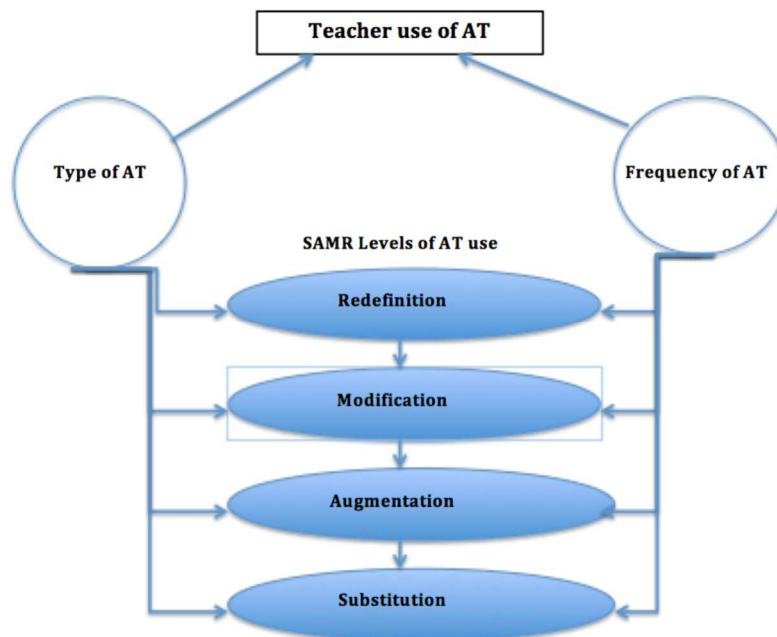 Teacher use of AT
Type of AT
Frequency of AT
SAMR Levels of AT use
Redefinition
Modification
Augmentation
Substitution